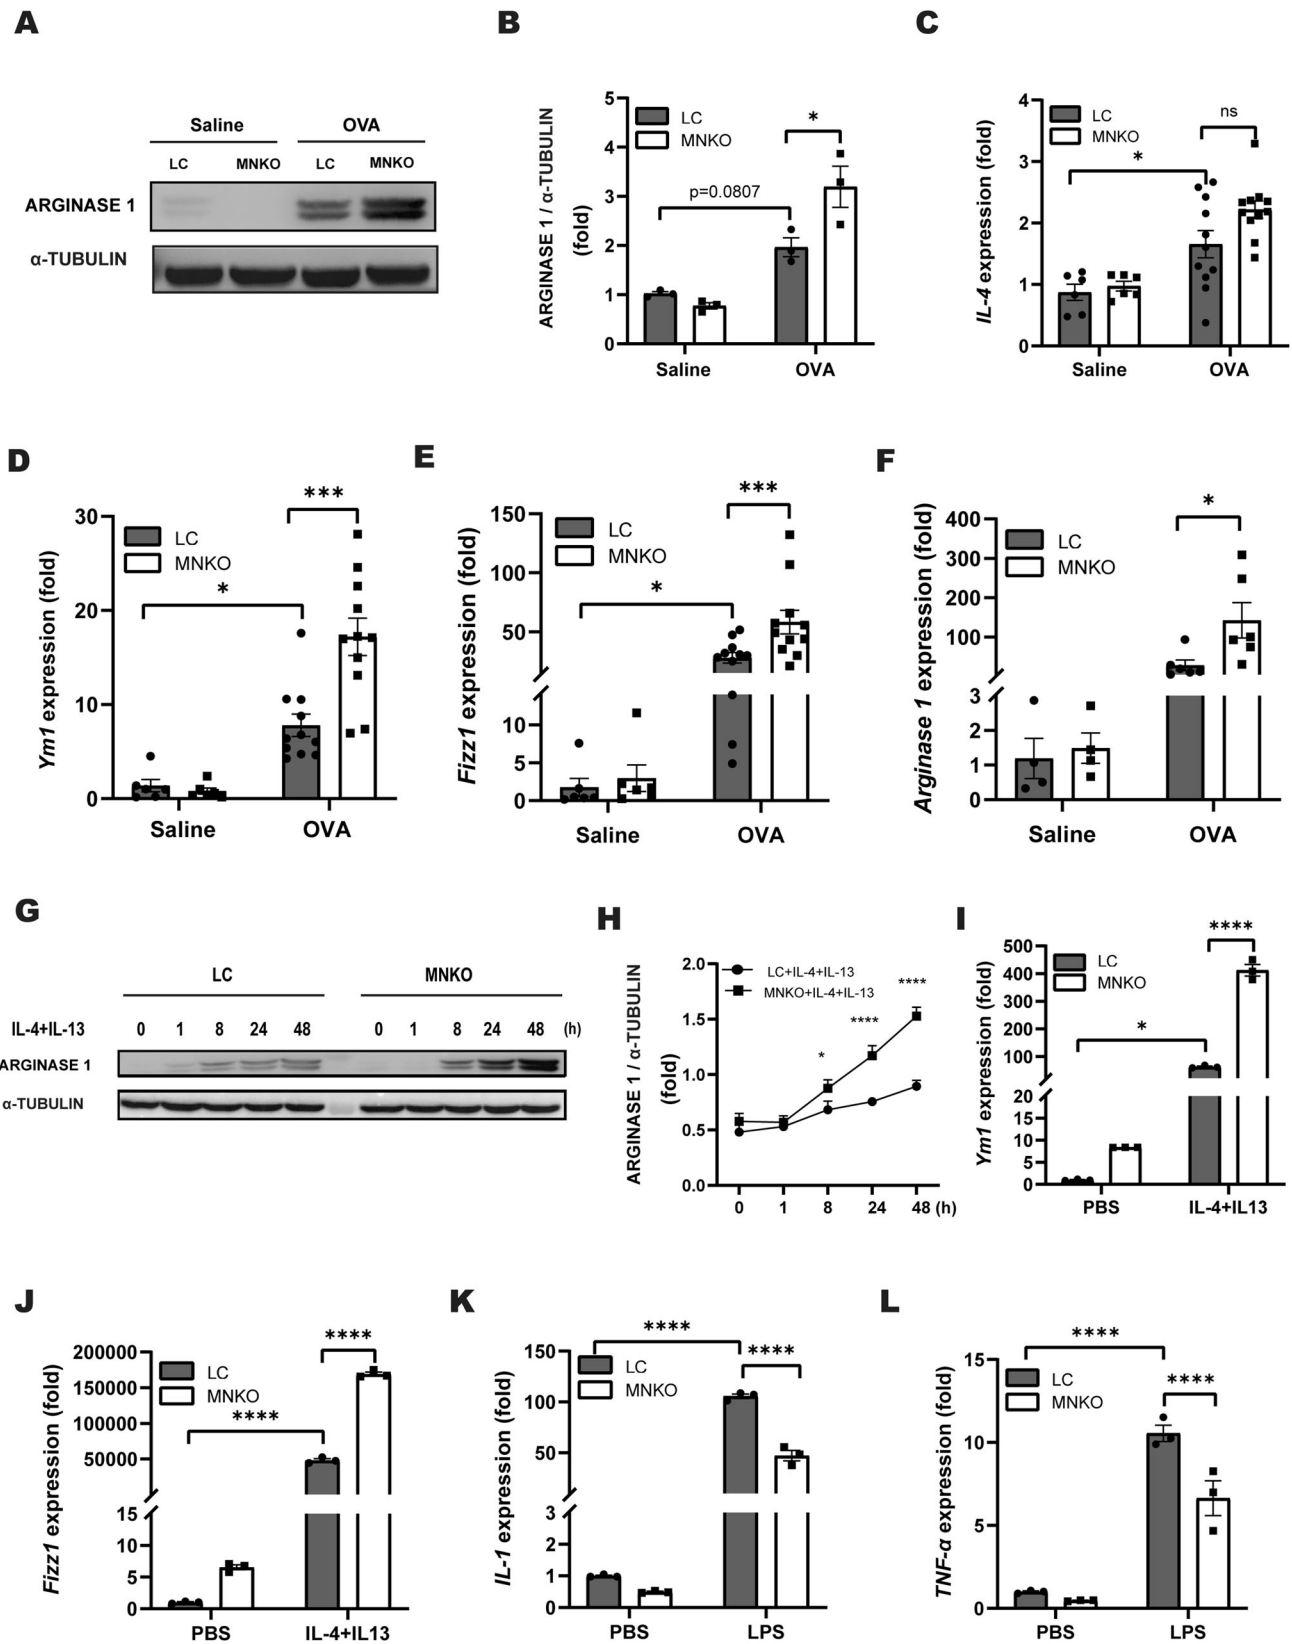 A
Saline OVA
LC MNKO LC MNKO
ARGINASE 1
α-TUBULIN
B
ARGINASE 1 / α-TUBULIN
(fold)
5
4
3
2
1
0
LC
MNKO
p=0.0807
*
Saline OVA
C
IL-4 expression (fold)
4
3
2
1
0
LC
MNKO
*
ns
Saline OVA
D
Ym1 expression (fold)
30
20
10
0
LC
MNKO
*
***
Saline OVA
E
Fizz1 expression (fold)
150
100
50
10
5
0
LC
MNKO
*
***
Saline OVA
F
Arginase 1 expression (fold)
400
300
200
100
3
2
1
0
LC
MNKO
*
Saline OVA
G
LC MNKO
IL-4+IL-13 0 1 8 24 48 0 1 8 24 48 (h)
ARGINASE 1
α-TUBULIN
H
ARGINASE 1 / α-TUBULIN
(fold)
2.0
1.5
1.0
0.5
0.0
LC+IL-4+IL-13
MNKO+IL-4+IL-13
*
****
****
0 1 8 24 48 (h)
I
Ym1 expression (fold)
500
400
300
200
100
20
15
10
5
0
LC
MNKO
*
****
PBS IL-4+IL13
J
Fizz1 expression (fold)
200000
150000
100000
50000
15
10
5
0
LC
MNKO
****
****
PBS IL-4+IL13
K
IL-1 expression (fold)
150
100
50
3
2
1
0
LC
MNKO
****
****
PBS LPS
L
TNF-α expression (fold)
15
10
5
0
LC
MNKO
****
****
PBS LPS